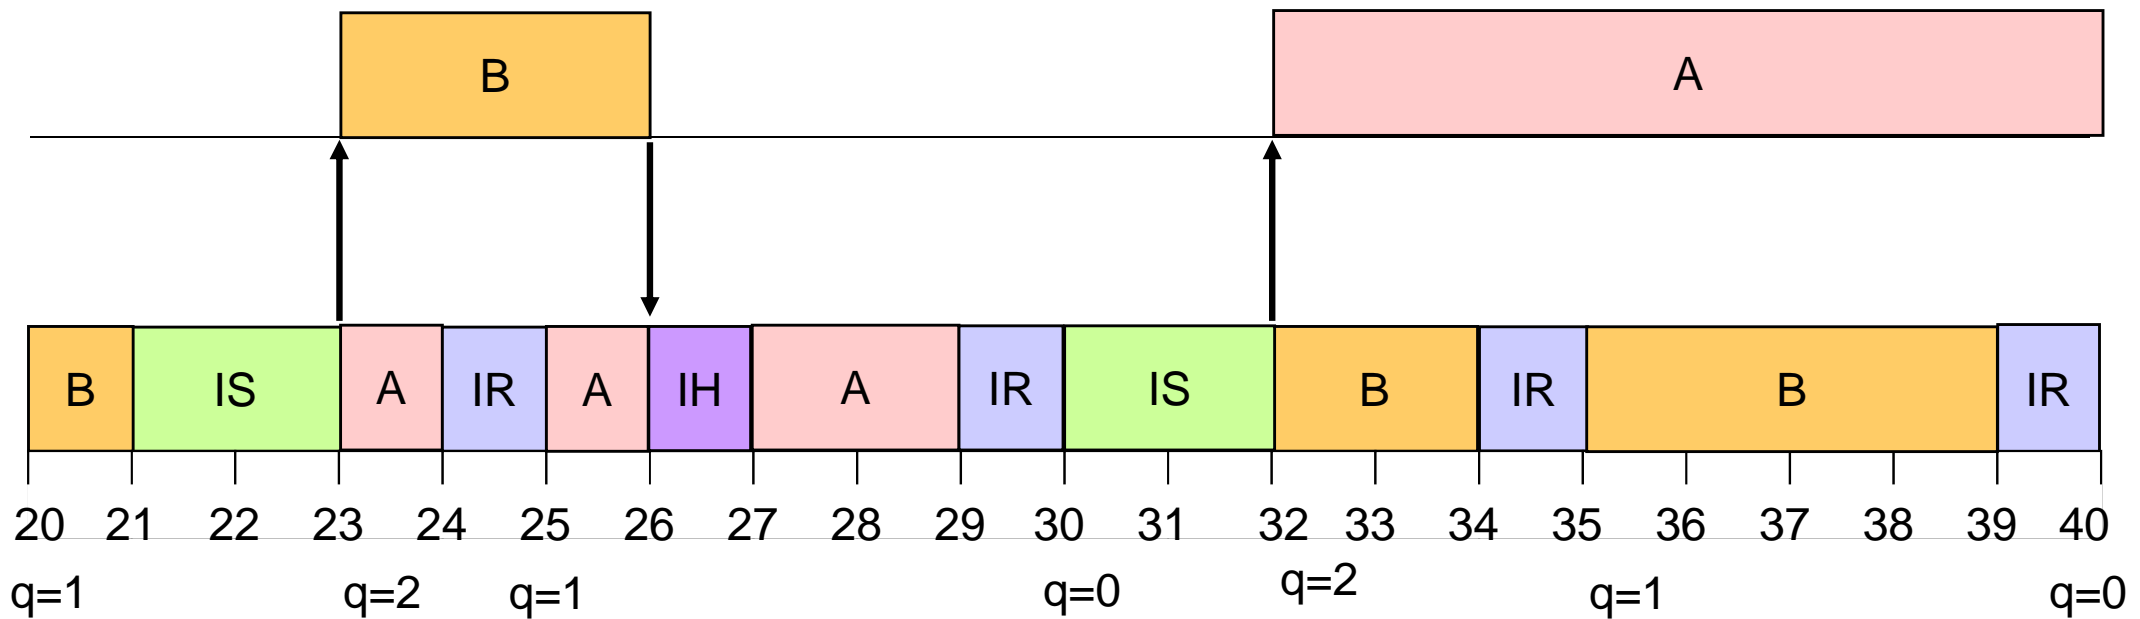 B A
B IS A IR A IH A IR IS B IR B IR
20 21 22 23 24 25 26 27 28 29 30 31 32 33 34 35 36 37 38 39 40
q=1 q=2 q=1 q=0 q=2 q=1 q=0